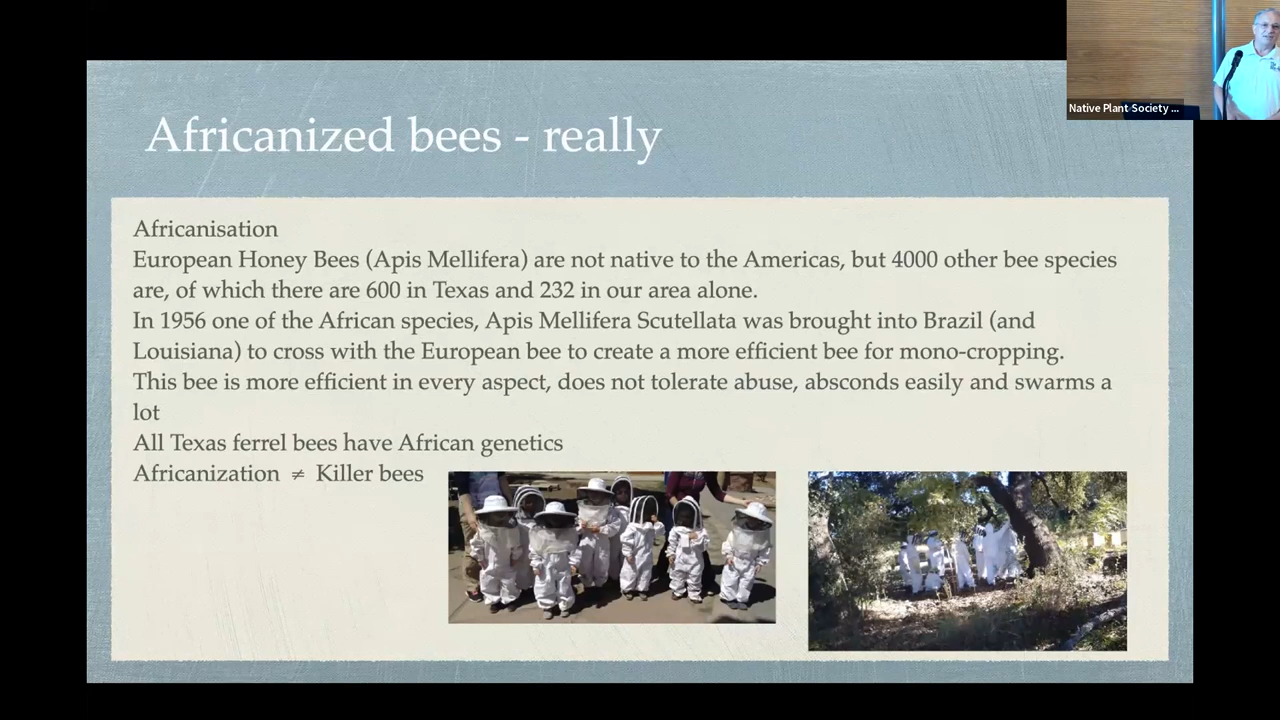 Native Plant Society ...
Africanized bees - really
Africanisation
European Honey Bees (Apis Mellifera) are not native to the Americas, but 4000 other bee species
are, of which there are 600 in Texas and 232 in our area alone.
In 1956 one of the African species, Apis Mellifera Scutellata was brought into Brazil (and
Louisiana) to cross with the European bee to create a more efficient bee for mono-cropping.
This bee is more efficient in every aspect, does not tolerate abuse, absconds easily and swarms a
lot
All Texas ferrel bees have African genetics
Africanization ≠ Killer bees